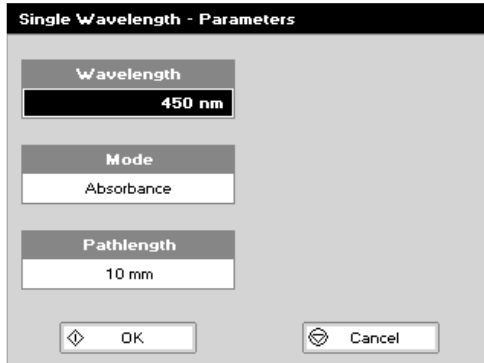 Single Wavelength - Parameters
Wavelength
450 nm
Mode
Absorbance
Pathlength
10 mm
OK
Cancel